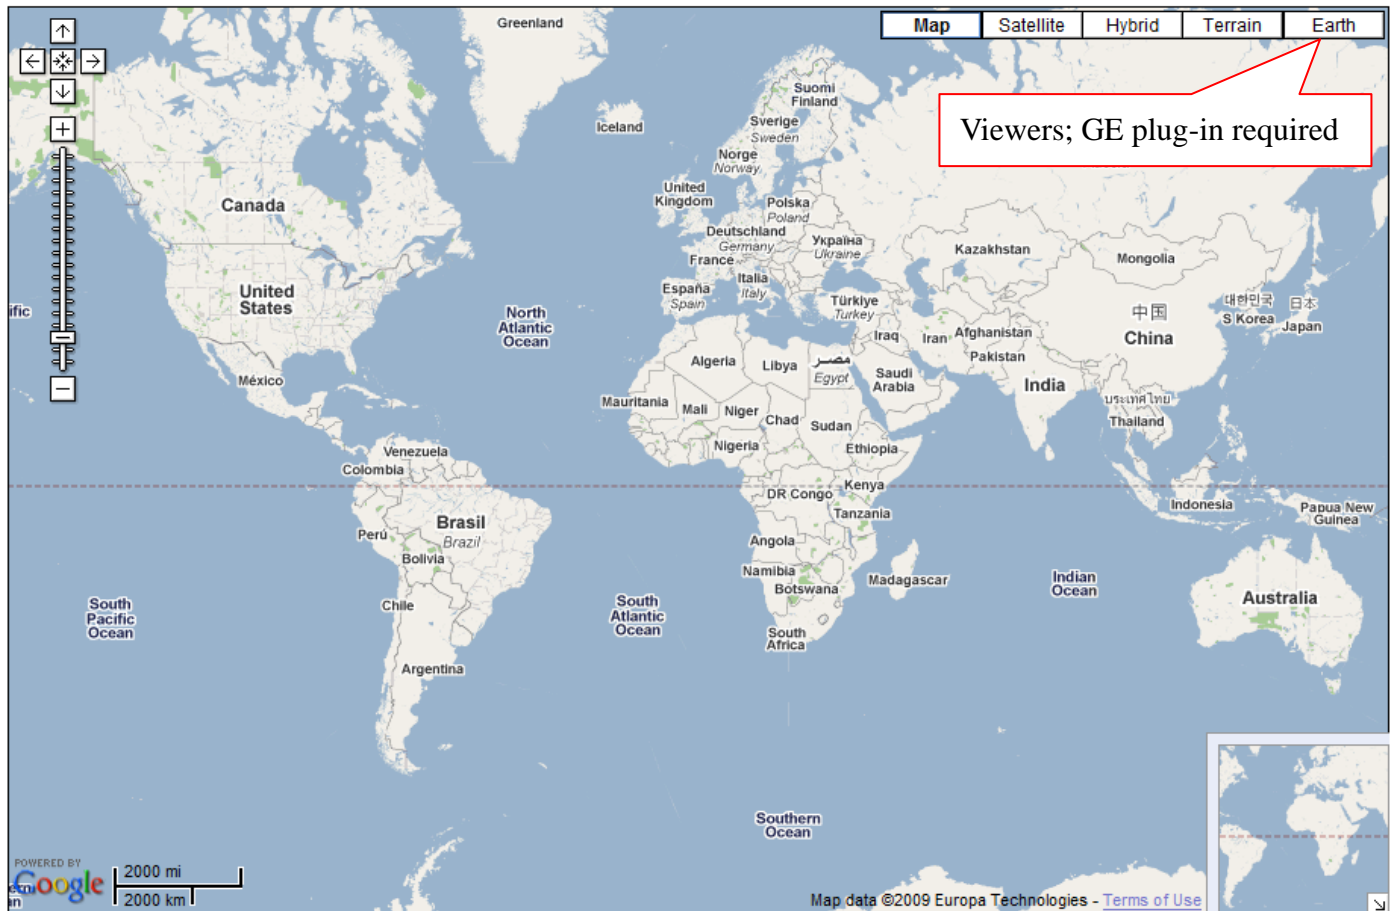 Greenland
Map Satellite Hybrid Terrain Earth
Viewers; GE plug-in required
Suomi
Finland
Iceland
Sverige
Sweden
Norge
Norway
United
Kingdom
Polska
Poland
Canada
Deutschland
Germany
Україна
Ukraine
France
Kazakhstan
Mongolia
Italia
Italy
España
Spain
United
States
Türkiye
Turkey
ific
North
Atlantic
Ocean
中国
China
대한민국
S Korea
日本
Japan
Iraq
Iran
Afghanistan
Pakistan
Algeria
Libya
مصر
Egypt
Saudi
Arabia
India
México
Mauritania
Mali
Niger
Chad
Sudan
ประเทศไทย
Thailand
Nigeria
Ethiopia
Venezuela
Colombia
DR Congo
Kenya
Tanzania
Indonesia
Papua New
Guinea
Brasil
Brazil
Perú
Bolivia
Angola
Namibia
Botswana
Madagascar
Indian
Ocean
Australia
South
Pacific
Ocean
Chile
South
Atlantic
Ocean
South
Africa
Argentina
Southern
Ocean
POWERED BY
Google
2000 mi
2000 km
Map data ©2009 Europa Technologies - Terms of Use